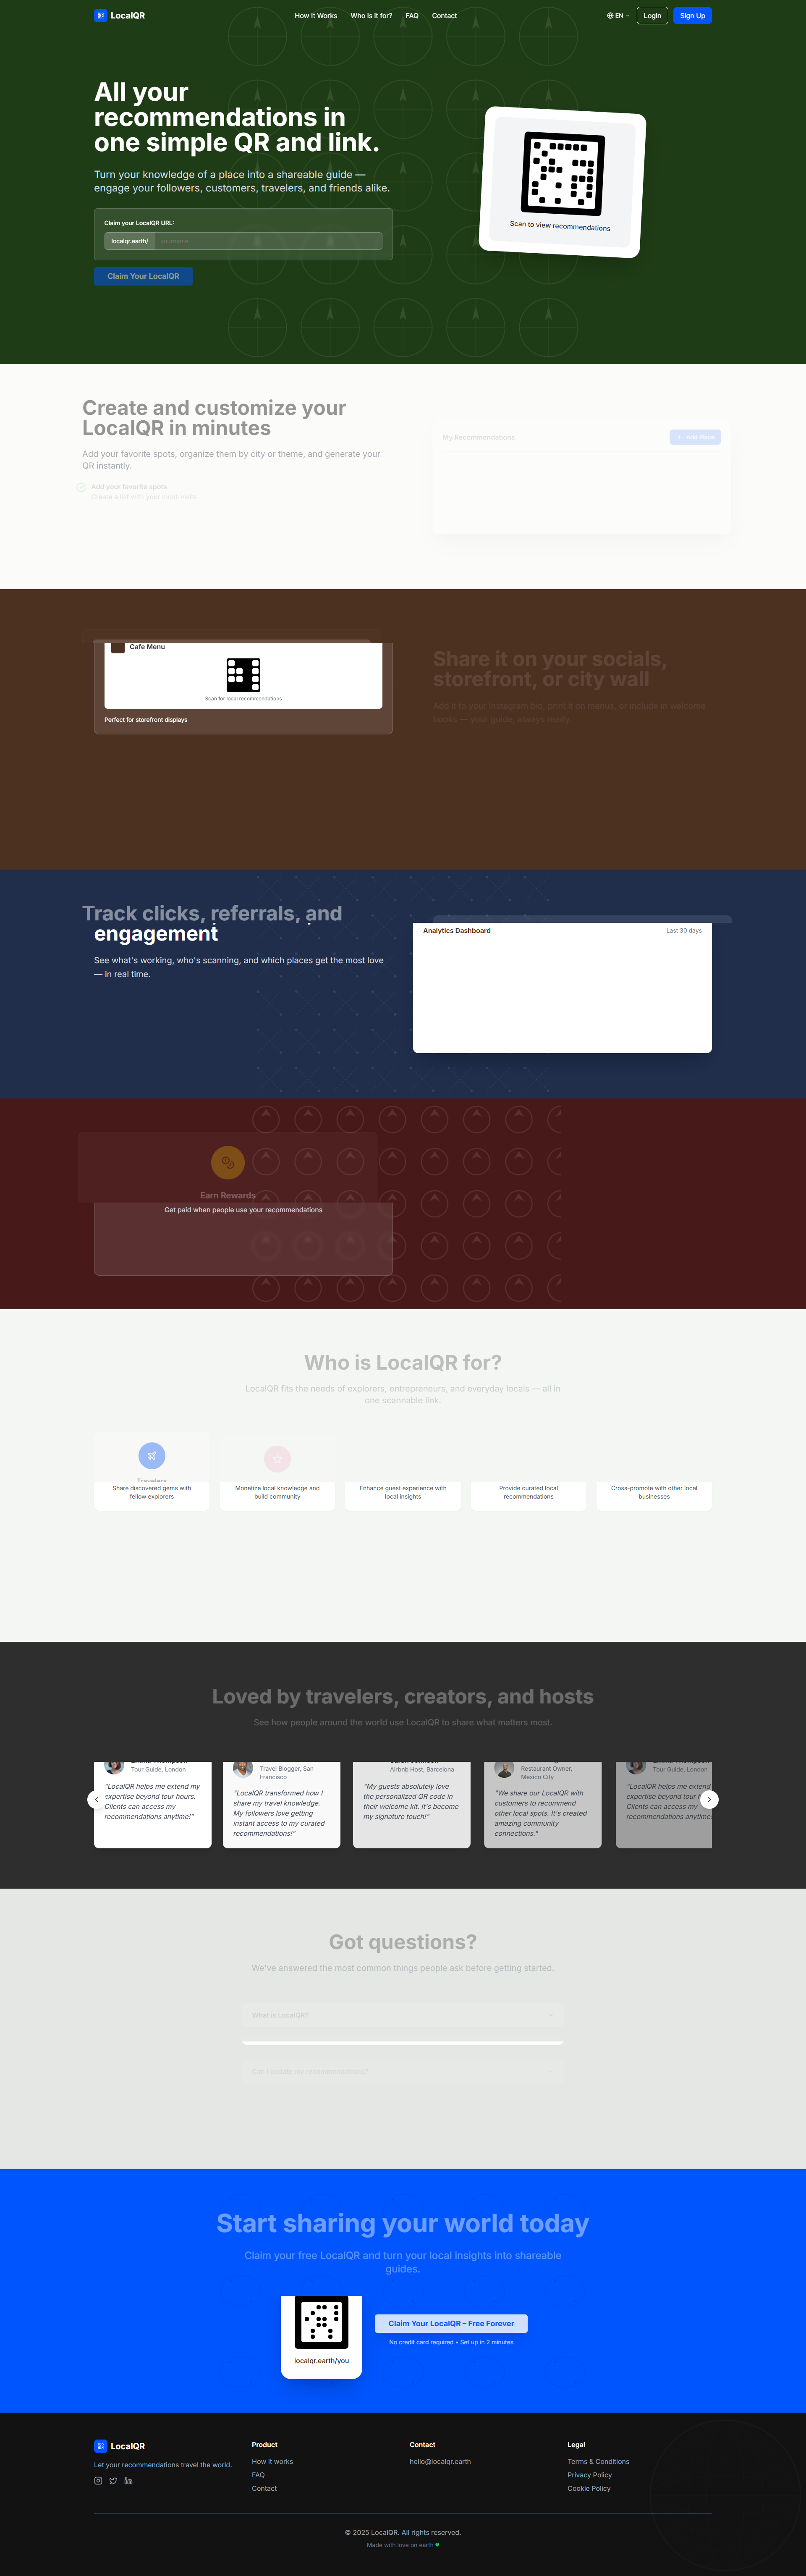 LocalQR
How It Works
Who is it for?
FAQ
Contact
EN
Login
Sign Up
All your
recommendations in
one simple QR and link.
Turn your knowledge of a place into a shareable guide —
engage your followers, customers, travelers, and friends alike.
Claim your LocalQR URL:
localqr.earth/
yourname
Claim Your LocalQR
Scan to view recommendations
Create and customize your
LocalQR in minutes
Add your favorite spots, organize them by city or theme, and generate your
QR instantly.
Add your favorite spots
Create a list with your must-visits
My Recommendations
Add Place
Cafe Menu
Scan for local recommendations
Perfect for storefront displays
Share it on your socials,
storefront, or city wall
Add it to your Instagram bio, print it on menus, or include in welcome
books — your guide, always ready.
Track clicks, referrals, and
engagement
See what's working, who's scanning, and which places get the most love
— in real time.
Analytics Dashboard
Last 30 days
Earn Rewards
Get paid when people use your recommendations
Who is LocalQR for?
LocalQR fits the needs of explorers, entrepreneurs, and everyday locals — all in
one scannable link.
Travelers
Share discovered gems with
fellow explorers
Monetize local knowledge and
build community
Enhance guest experience with
local insights
Provide curated local
recommendations
Cross-promote with other local
businesses
Loved by travelers, creators, and hosts
See how people around the world use LocalQR to share what matters most.
Tour Guide, London
"LocalQR helps me extend my
expertise beyond tour hours.
Clients can access my
recommendations anytime!"
Travel Blogger, San
Francisco
"LocalQR transformed how I
share my travel knowledge.
My followers love getting
instant access to my curated
recommendations!"
Airbnb Host, Barcelona
"My guests absolutely love
the personalized QR code in
their welcome kit. It's become
my signature touch!"
Restaurant Owner,
Mexico City
"We share our LocalQR with
customers to recommend
other local spots. It's created
amazing community
connections."
Tour Guide, London
"LocalQR helps me extend
expertise beyond tour
Clients can access my
recommendations anytime
Got questions?
We've answered the most common things people ask before getting started.
What is LocalQR?
Can I update my recommendations?
Start sharing your world today
Claim your free LocalQR and turn your local insights into shareable
guides.
localqr.earth/you
Claim Your LocalQR – Free Forever
No credit card required • Set up in 2 minutes
LocalQR
Let your recommendations travel the world.
Product
How it works
FAQ
Contact
Contact
hello@localqr.earth
Legal
Terms & Conditions
Privacy Policy
Cookie Policy
© 2025 LocalQR. All rights reserved.
Made with love on earth